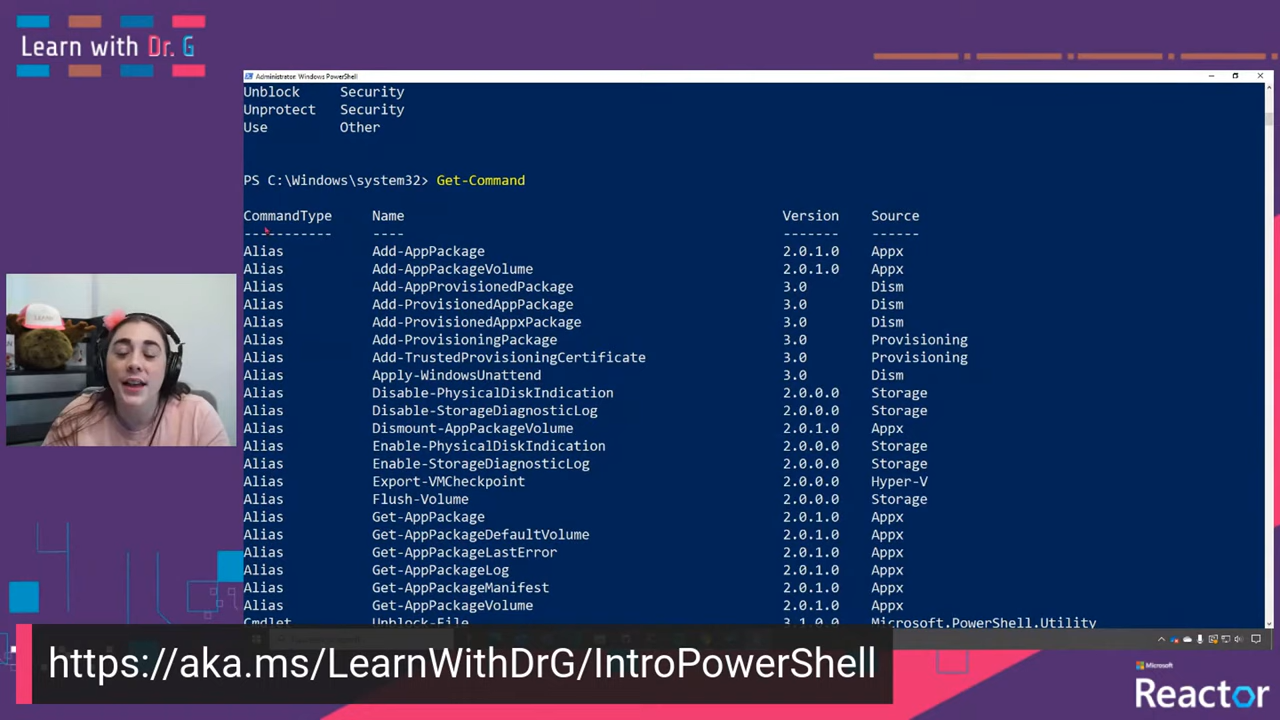 Learn with Dr. G
Administrator: Windows PowerShell
Unblock Security
Unprotect Security
Use Other
PS C:\Windows\system32> Get-Command
CommandType Name Version Source
----------- ---- ------- ------
Alias Add-AppPackage 2.0.1.0 Appx
Alias Add-AppPackageVolume 2.0.1.0 Appx
Alias Add-AppProvisionedPackage 3.0 Dism
Alias Add-ProvisionedAppPackage 3.0 Dism
Alias Add-ProvisionedAppxPackage 3.0 Dism
Alias Add-ProvisioningPackage 3.0 Provisioning
Alias Add-TrustedProvisioningCertificate 3.0 Provisioning
Alias Apply-WindowsUnattend 3.0 Dism
Alias Disable-PhysicalDiskIndication 2.0.0.0 Storage
Alias Disable-StorageDiagnosticLog 2.0.0.0 Storage
Alias Dismount-AppPackageVolume 2.0.1.0 Appx
Alias Enable-PhysicalDiskIndication 2.0.0.0 Storage
Alias Enable-StorageDiagnosticLog 2.0.0.0 Storage
Alias Export-VMCheckpoint 2.0.0.0 Hyper-V
Alias Flush-Volume 2.0.0.0 Storage
Alias Get-AppPackage 2.0.1.0 Appx
Alias Get-AppPackageDefaultVolume 2.0.1.0 Appx
Alias Get-AppPackageLastError 2.0.1.0 Appx
Alias Get-AppPackageLog 2.0.1.0 Appx
Alias Get-AppPackageManifest 2.0.1.0 Appx
Alias Get-AppPackageVolume 2.0.1.0 Appx
Cmdlet Unblock-File 3.1.0.0 Microsoft.PowerShell.Utility
https://aka.ms/LearnWithDrG/IntroPowerShell
Microsoft
Reactor